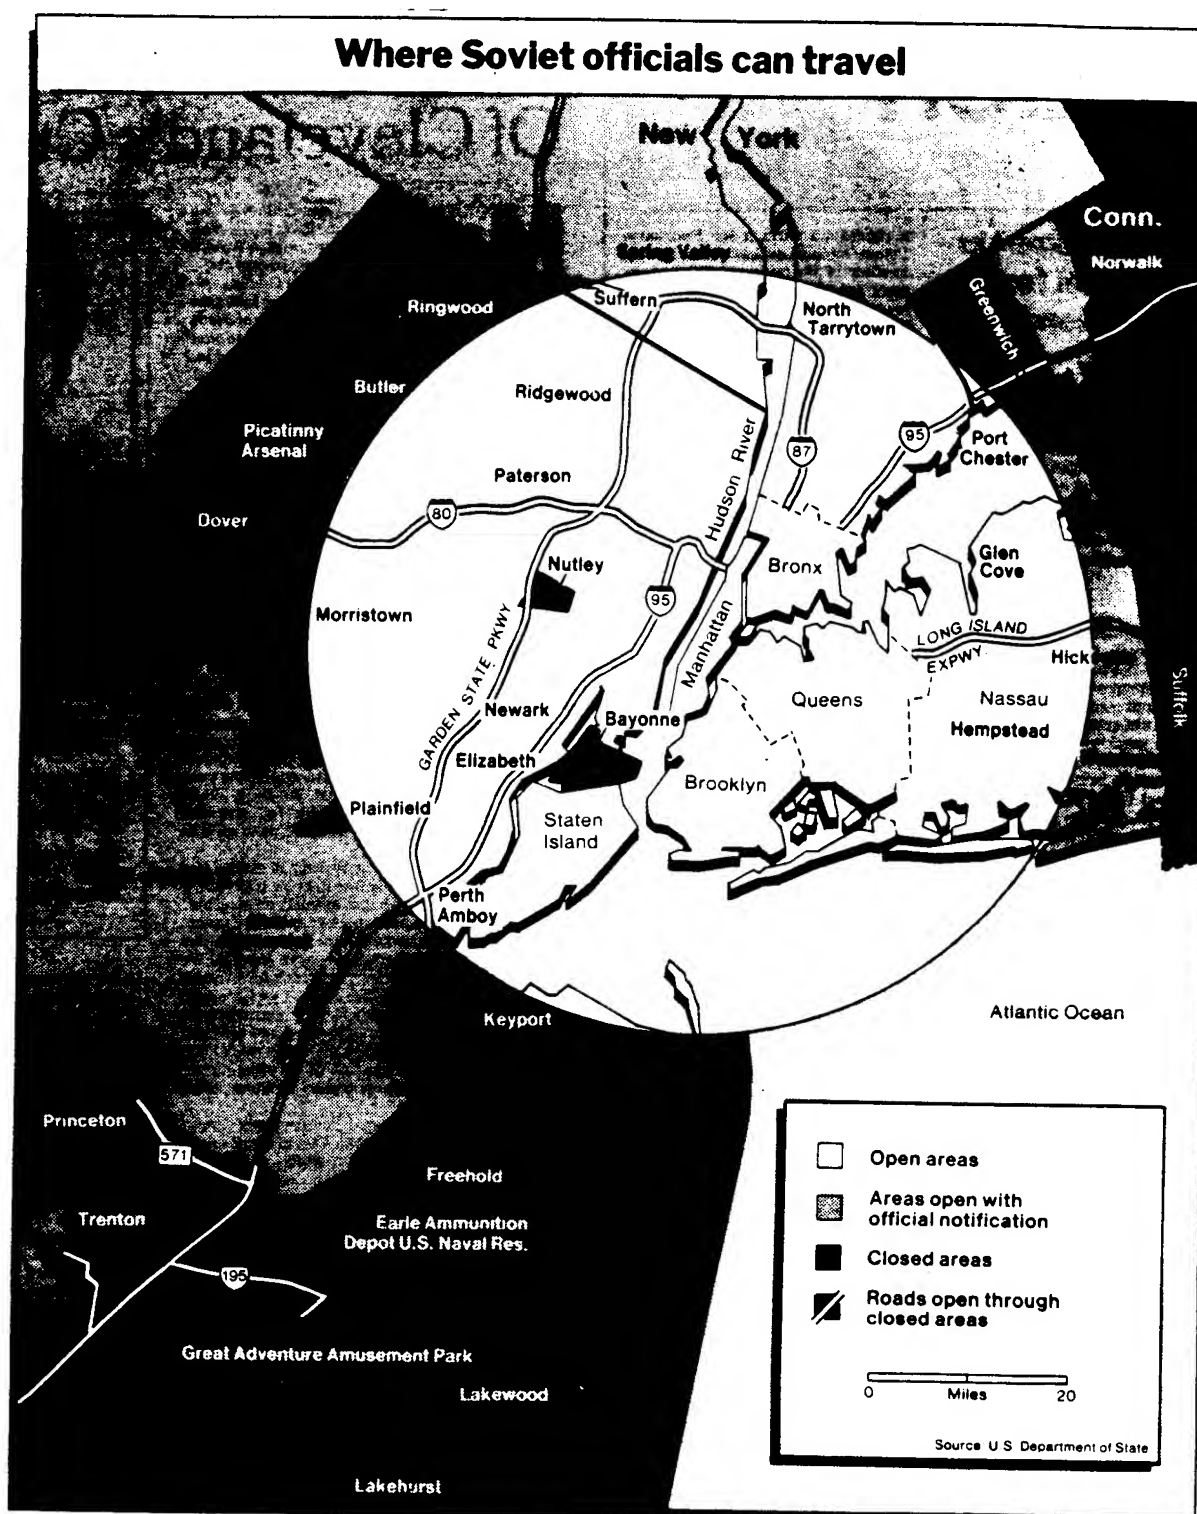 Where Soviet officials can travel
New York
Conn.
Norwalk
Spring Valley
Greenwich
Ringwood
Suffern
North
Tarrytown
Butler
Ridgewood
Picatinny
Arsenal
95
Port
Chester
87
Hudson River
Paterson
Dover
80
Glen
Cove
Bronx
Nutley
95
Morristown
Manhattan
LONG ISLAND
EXPWY.
Hick
GARDEN STATE PKWY
Suffolk
Queens
Nassau
Newark
Bayonne
Hempstead
Elizabeth
Brooklyn
Plainfield
Staten
Island
Perth
Amboy
Keyport
Atlantic Ocean
Princeton
571
Freehold
Trenton
Earle Ammunition
Depot U.S. Naval Res.
195
Great Adventure Amusement Park
Lakewood
Lakehurst
Open areas
Areas open with
official notification
Closed areas
Roads open through
closed areas
0 Miles 20
Source U S Department of State